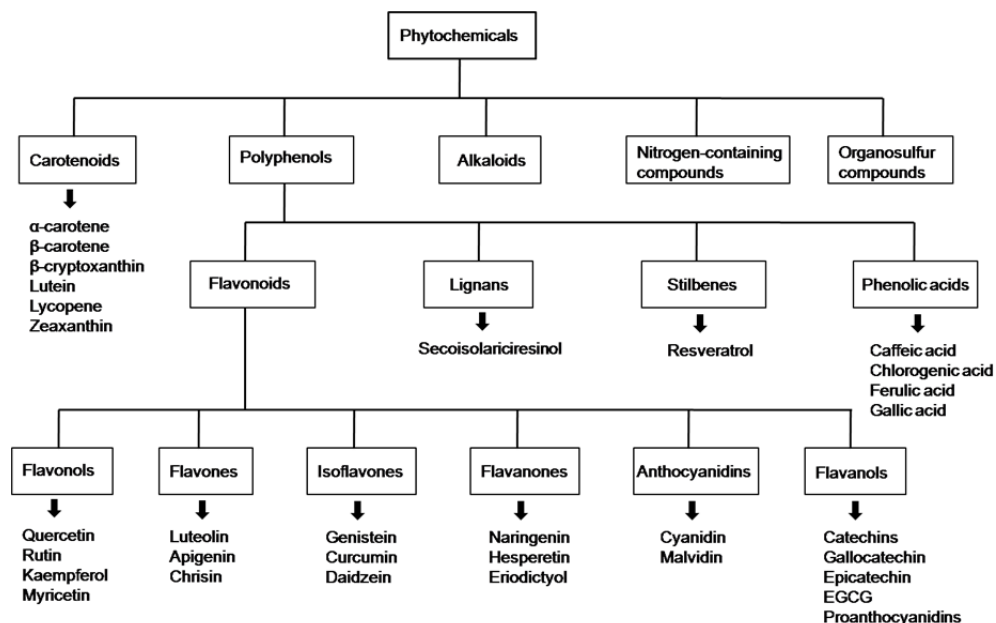 Phytochemicals
Carotenoids
Polyphenols
Alkaloids
Nitrogen-containing
compounds
Organosulfur
compounds
α-carotene
β-carotene
β-cryptoxanthin
Lutein
Lycopene
Zeaxanthin
Flavonoids
Lignans
Stilbenes
Phenolic acids
Secoisolariciresinol
Resveratrol
Caffeic acid
Chlorogenic acid
Ferulic acid
Gallic acid
Flavonols
Flavones
Isoflavones
Flavanones
Anthocyanidins
Flavanols
Quercetin
Rutin
Kaempferol
Myricetin
Luteolin
Apigenin
Chrisin
Genistein
Curcumin
Daidzein
Naringenin
Hesperetin
Eriodictyol
Cyanidin
Malvidin
Catechins
Gallocatechin
Epicatechin
EGCG
Proanthocyanidins